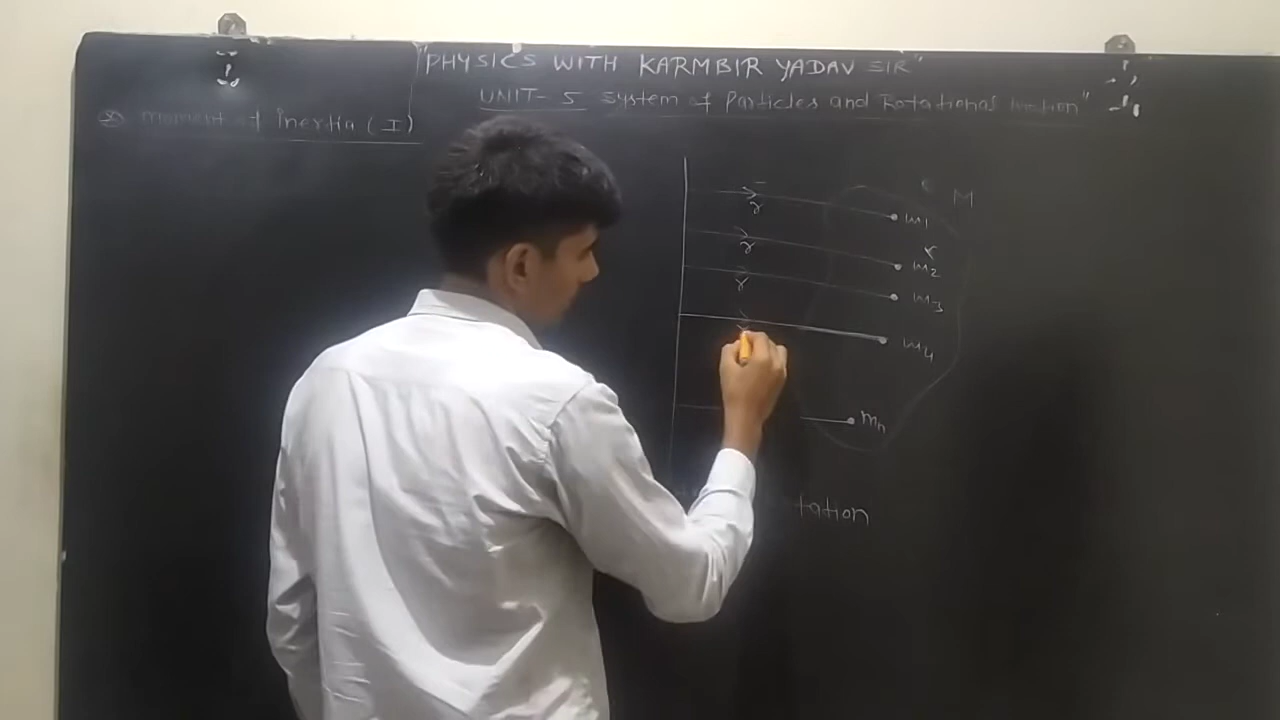 "PHYSICS WITH KARMBIR YADAV SIR"
UNIT- 5 System of Particles and Rotational Motion"
Moment of Inertia (I)
M
r m1
r m2
r m3
m4
mn
tation